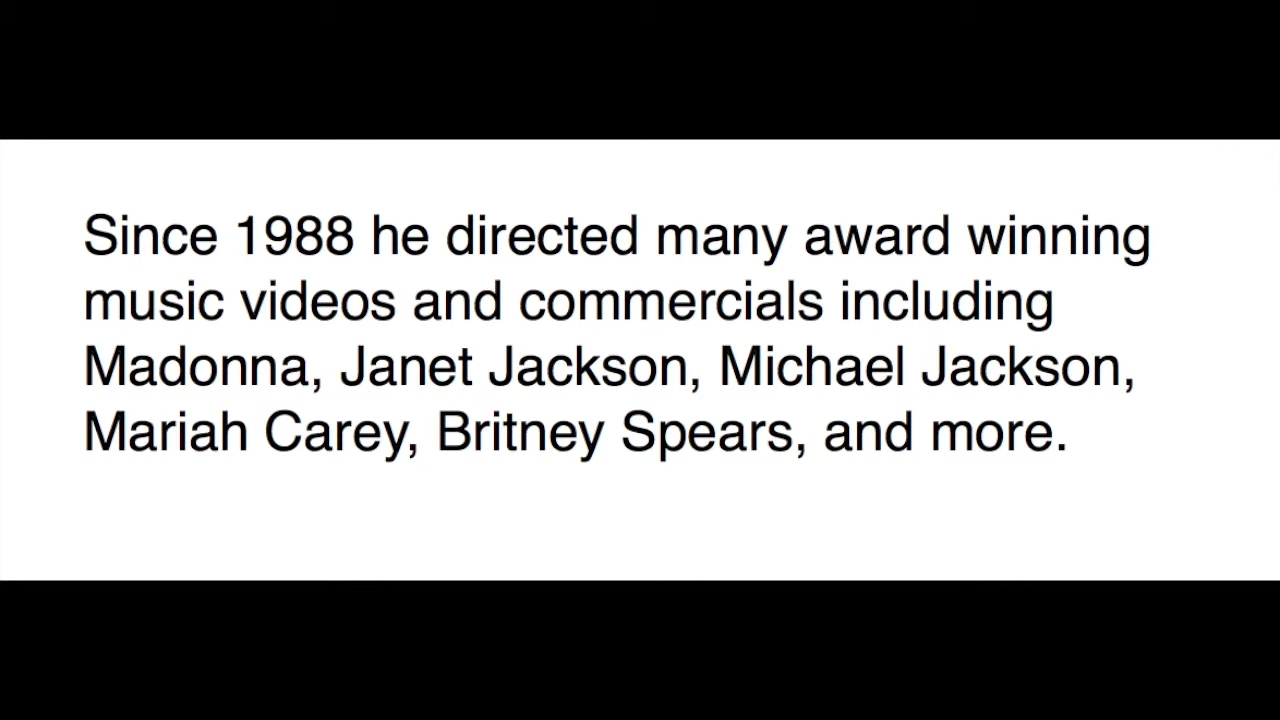 Since 1988 he directed many award winning
music videos and commercials including
Madonna, Janet Jackson, Michael Jackson,
Mariah Carey, Britney Spears, and more.